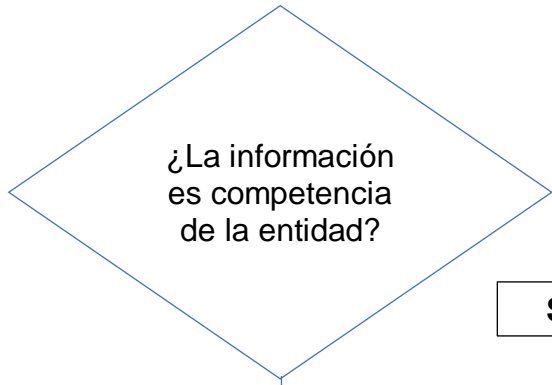 ¿La información
es competencia
de la entidad?